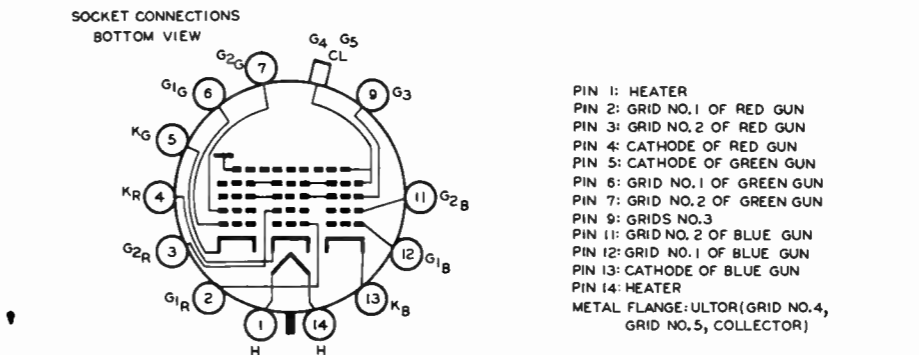 SOCKET CONNECTIONS
BOTTOM VIEW
G4 G5
CL
G2G
7
G1G
6
9
G3
KG
5
KR
4
11
G2B
G2R
3
12
G1B
G1R
2
13
KB
1
14
H
H
PIN 1: HEATER
PIN 2: GRID NO.1 OF RED GUN
PIN 3: GRID NO.2 OF RED GUN
PIN 4: CATHODE OF RED GUN
PIN 5: CATHODE OF GREEN GUN
PIN 6: GRID NO.1 OF GREEN GUN
PIN 7: GRID NO.2 OF GREEN GUN
PIN 9: GRIDS NO.3
PIN 11: GRID NO. 2 OF BLUE GUN
PIN 12: GRID NO.1 OF BLUE GUN
PIN 13: CATHODE OF BLUE GUN
PIN 14: HEATER
METAL FLANGE: ULTOR (GRID NO.4,
GRID NO.5, COLLECTOR)